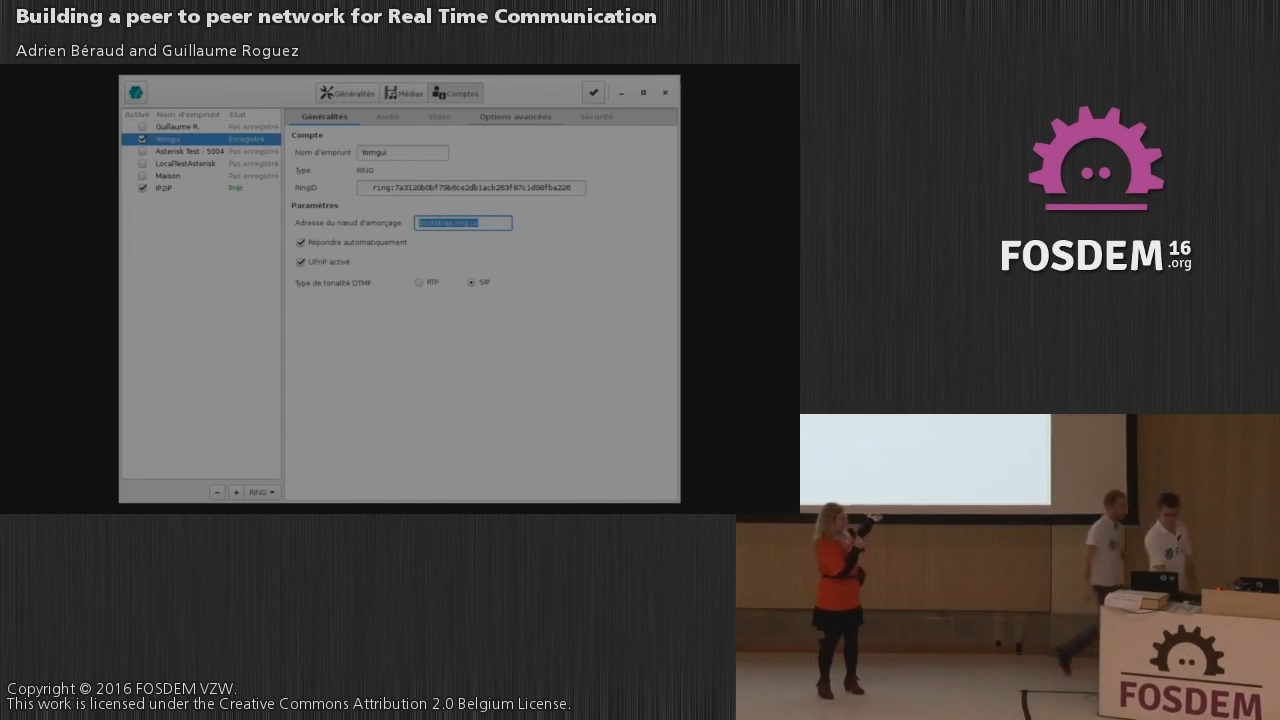 Building a peer to peer network for Real Time Communication
Adrien Béraud and Guillaume Roguez
Généralités Médias Comptes
Activé Nom d'emprunt État
Guillaume R. Pas enregistré
Yomgui Enregistré
Asterisk Test - 5004 Pas enregistré
LocalTestAsterisk Pas enregistré
Maison Pas enregistré
IP2IP Prêt
RING
Généralités Audio Vidéo Options avancées Sécurité
Compte
Nom d'emprunt Yomgui
Type RING
RingID
Paramètres
Adresse du nœud d'amorçage bootstrap.ring.cx
Répondre automatiquement
UPnP activé
Type de tonalité DTMF RTP SIP
FOSDEM 16 .org
FOSDEM
Copyright © 2016 FOSDEM VZW.
This work is licensed under the Creative Commons Attribution 2.0 Belgium License.